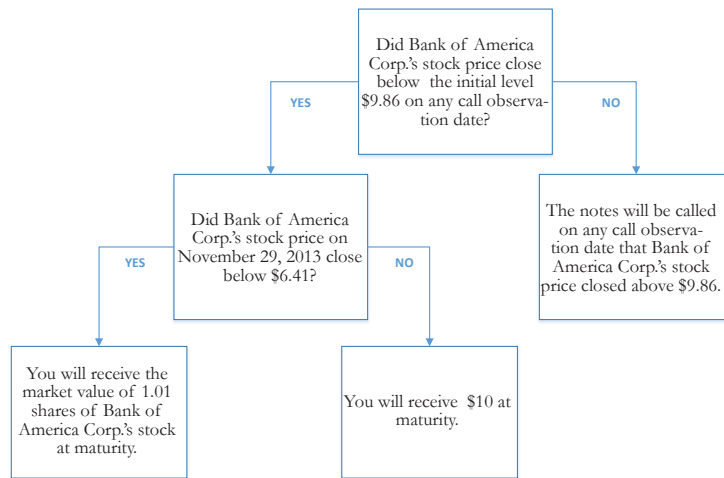 Did Bank of America
Corp.'s stock price close
below the initial level
$9.86 on any call observa-
tion date?
YES
NO
Did Bank of America
Corp.'s stock price on
November 29, 2013 close
below $6.41?
The notes will be called
on any call observa-
tion date that Bank of
America Corp.'s stock
price closed above $9.86.
YES
NO
You will receive the
market value of 1.01
shares of Bank of
America Corp.'s stock
at maturity.
You will receive $10 at
maturity.